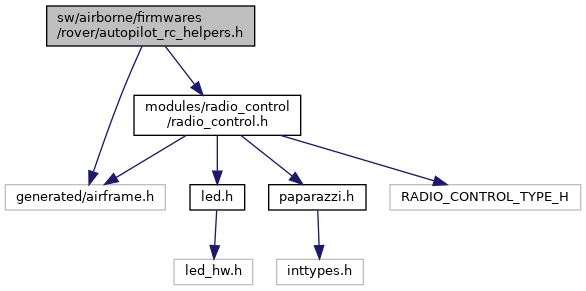 sw/airborne/firmwares
/rover/autopilot_rc_helpers.h
modules/radio_control
/radio_control.h
generated/airframe.h
led.h
paparazzi.h
RADIO_CONTROL_TYPE_H
led_hw.h
inttypes.h